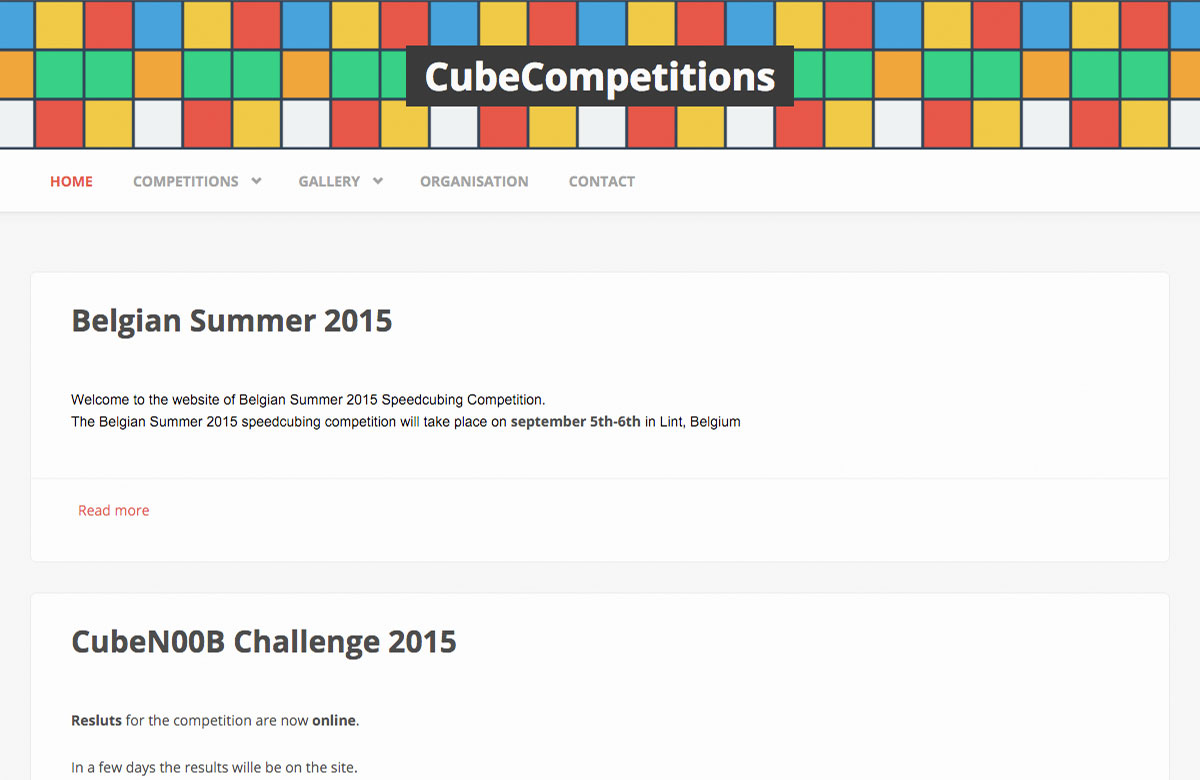 CubeCompetitions
HOME COMPETITIONS GALLERY ORGANISATION CONTACT
Belgian Summer 2015
Welcome to the website of Belgian Summer 2015 Speedcubing Competition.
The Belgian Summer 2015 speedcubing competition will take place on september 5th-6th in Lint, Belgium
Read more
CubeN00B Challenge 2015
Resluts for the competition are now online.
In a few days the results wille be on the site.